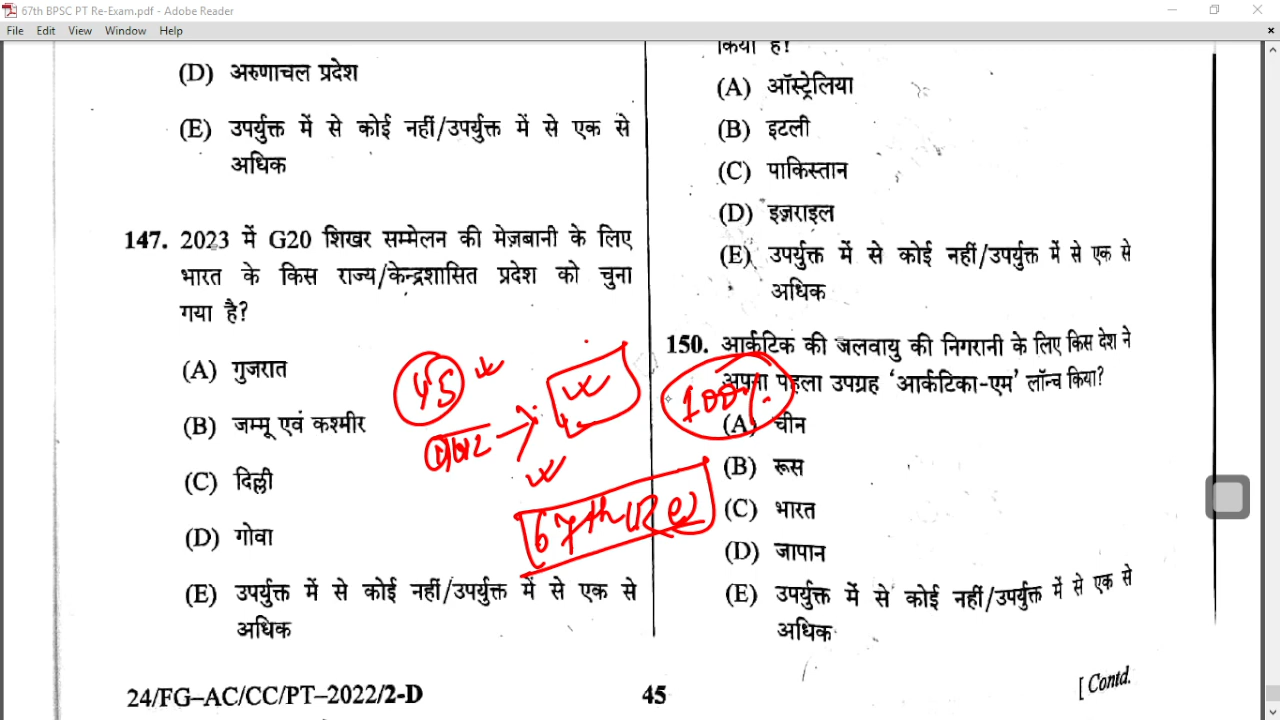 67th BPSC PT Re-Exam.pdf - Adobe Reader
File Edit View Window Help
(D) अरुणाचल प्रदेश
(E) उपर्युक्त में से कोई नहीं/उपर्युक्त में से एक से
अधिक
147. 2023 में G20 शिखर सम्मेलन की मेज़बानी के लिए
भारत के किस राज्य/केन्द्रशासित प्रदेश को चुना
गया है?
(A) गुजरात
(B) जम्मू एवं कश्मीर
(C) दिल्ली
(D) गोवा
(E) उपर्युक्त में से कोई नहीं/उपर्युक्त में से एक से
अधिक
45
67th (Re)
24/FG–AC/CC/PT–2022/2-D
45
किया है?
(A) ऑस्ट्रेलिया
(B) इटली
(C) पाकिस्तान
(D) इज़राइल
(E) उपर्युक्त में से कोई नहीं/उपर्युक्त में से एक से
अधिक
150. आर्कटिक की जलवायु की निगरानी के लिए किस देश ने
अपना पहला उपग्रह ‘आर्कटिका-एम’ लॉन्च किया?
100%
(A) चीन
(B) रूस
(C) भारत
(D) जापान
(E) उपर्युक्त में से कोई नहीं/उपर्युक्त में से एक से
अधिक
[ Contd.